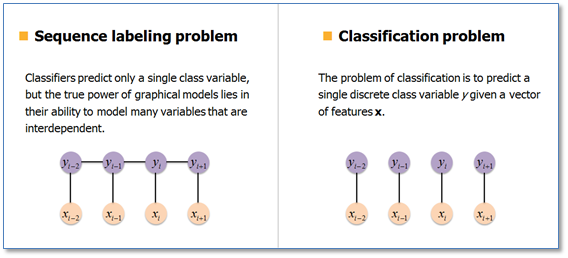 Sequence labeling problem
Classifiers predict only a single class variable,
but the true power of graphical models lies in
their ability to model many variables that are
interdependent.
y_{i-2} y_{i-1} y_i y_{i+1}
x_{i-2} x_{i-1} x_i x_{i+1}
Classification problem
The problem of classification is to predict a
single discrete class variable y given a vector
of features x.
y_{i-2} y_{i-1} y_i y_{i+1}
x_{i-2} x_{i-1} x_i x_{i+1}